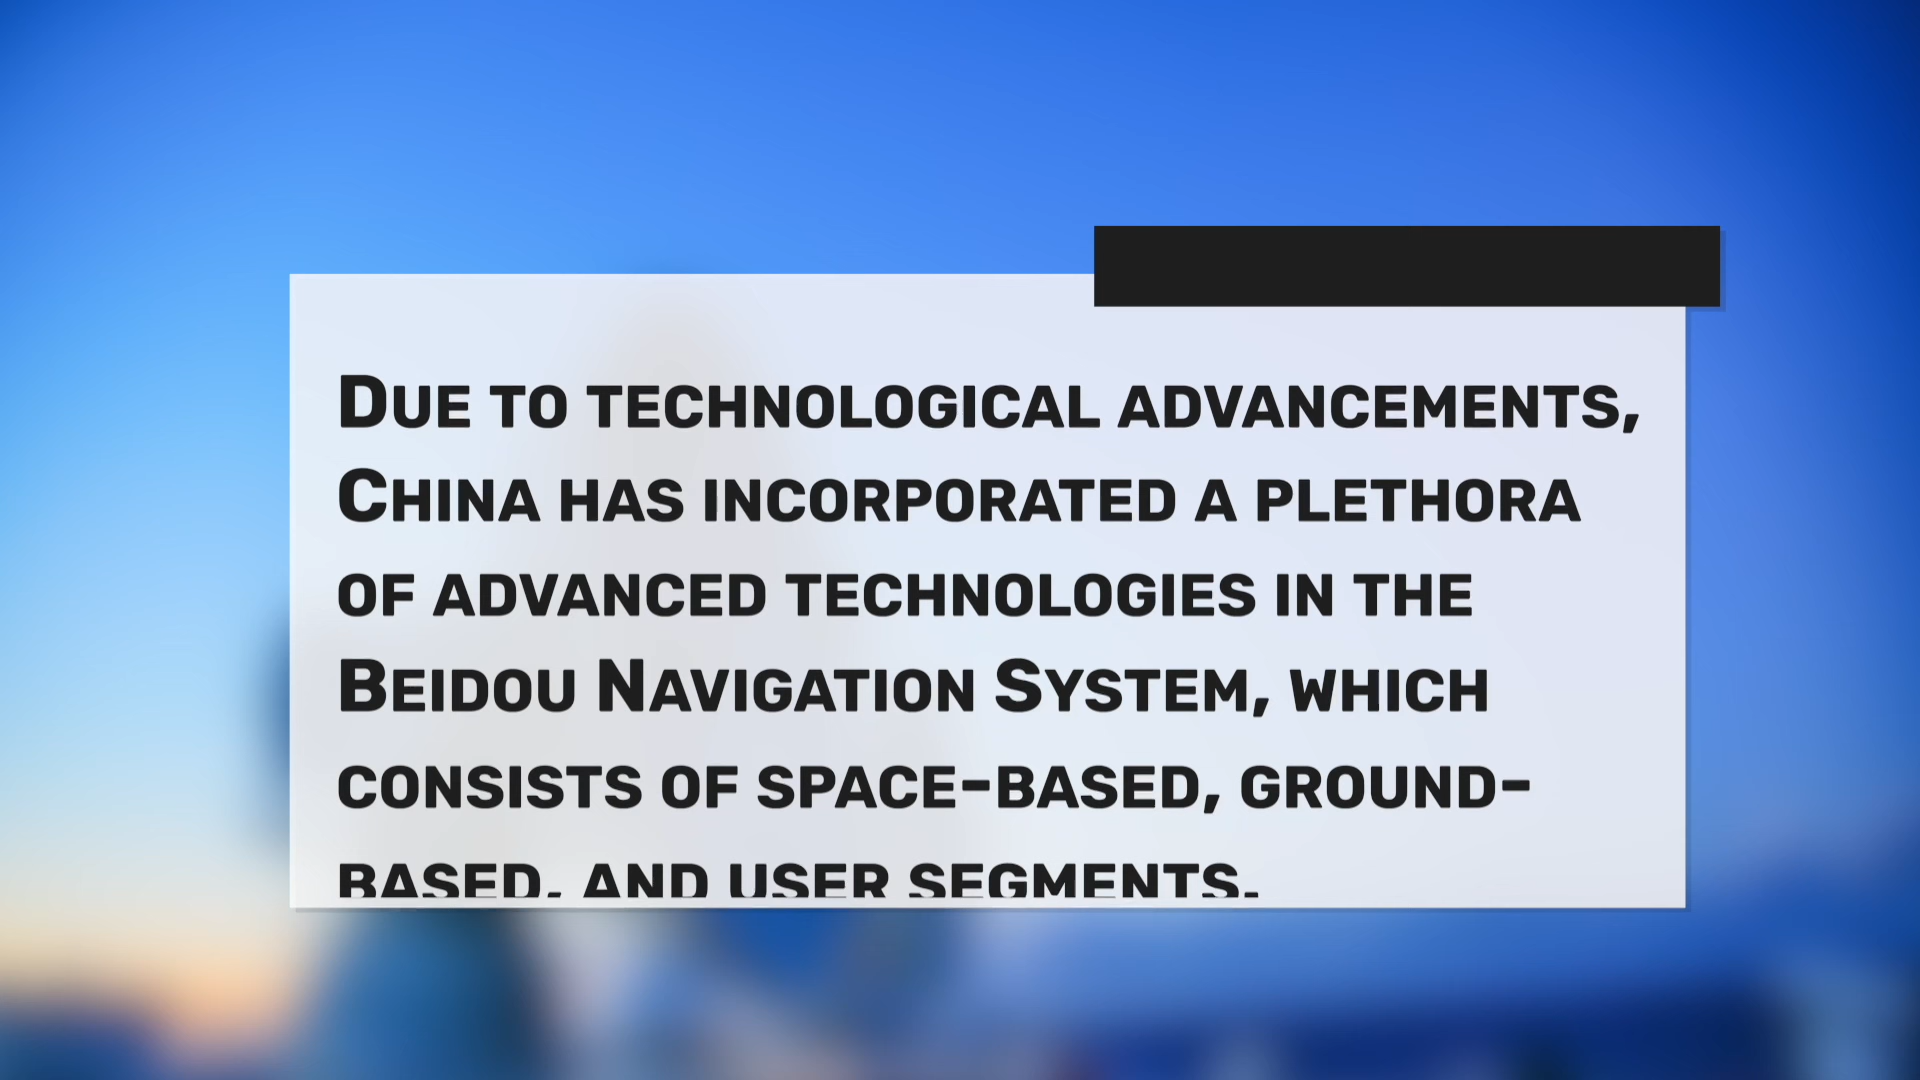 Due to technological advancements,
China has incorporated a plethora
of advanced technologies in the
Beidou Navigation System, which
consists of space-based, ground-
based, and user segments.